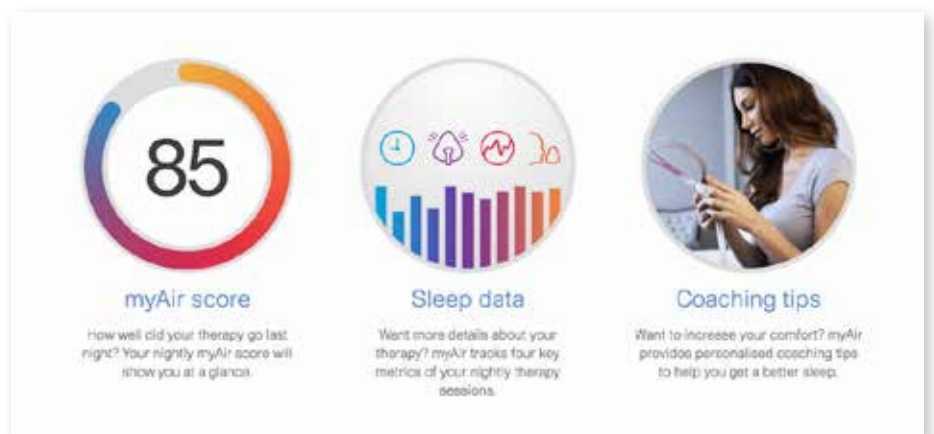 85
myAir score
How well did your therapy go last
night? Your nightly myAir score will
show you at a glance
Sleep data
Want more details about your
therapy? myAir tracks four key
metrics of your nightly therapy
sessions.
Coaching tips
Want to increase your comfort? myAir
provides personalised coaching tips
to help you get a better sleep.